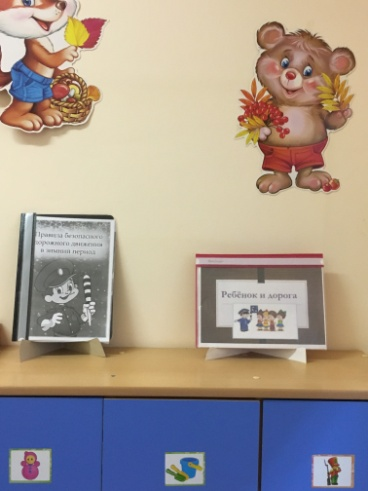 Правила безопасного
дорожного движения
в зимний период
Ребёнок и дорога